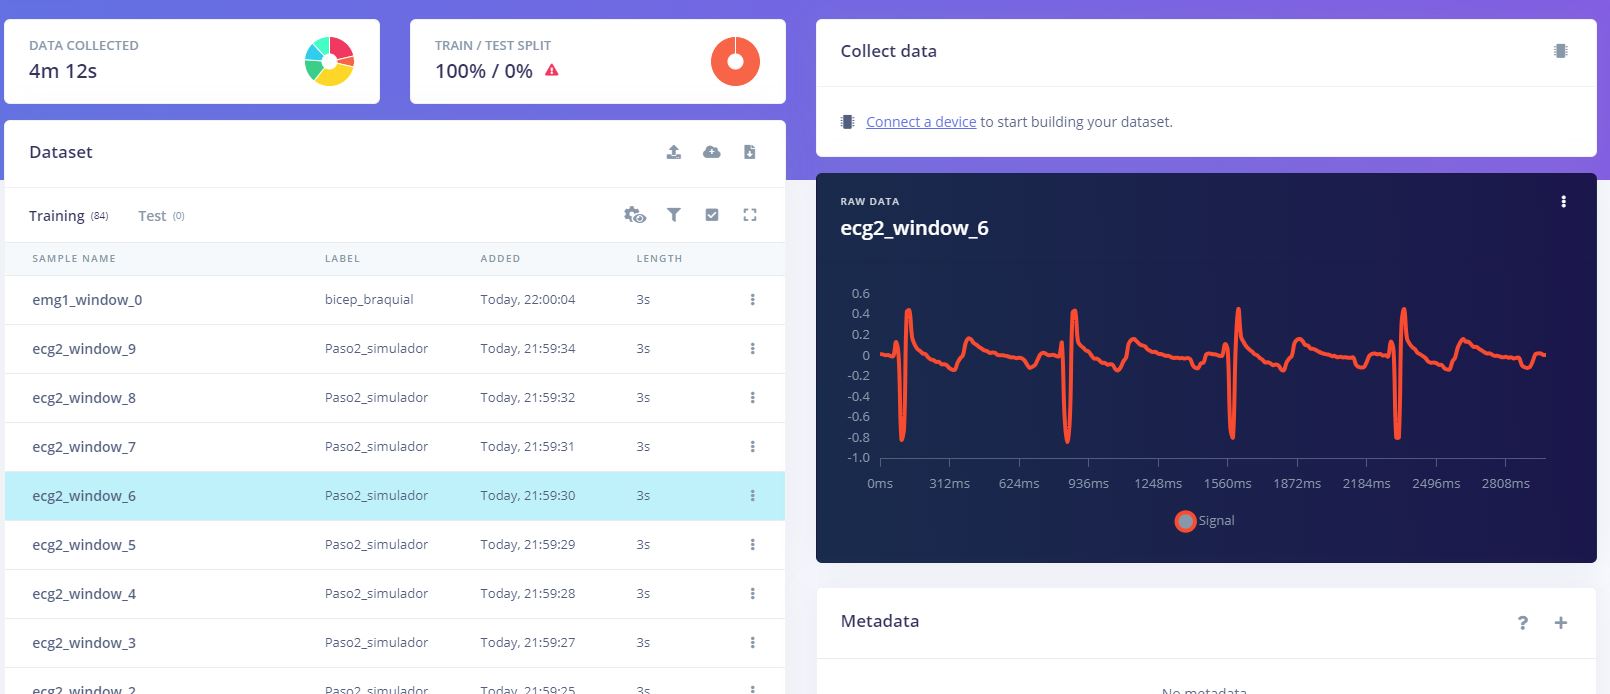 DATA COLLECTED
4m 12s
TRAIN / TEST SPLIT
100% / 0%
Dataset
Training (84) Test (0)
SAMPLE NAME LABEL ADDED LENGTH
emg1_window_0 bicep_braquial Today, 22:00:04 3s
ecg2_window_9 Paso2_simulador Today, 21:59:34 3s
ecg2_window_8 Paso2_simulador Today, 21:59:32 3s
ecg2_window_7 Paso2_simulador Today, 21:59:31 3s
ecg2_window_6 Paso2_simulador Today, 21:59:30 3s
ecg2_window_5 Paso2_simulador Today, 21:59:29 3s
ecg2_window_4 Paso2_simulador Today, 21:59:28 3s
ecg2_window_3 Paso2_simulador Today, 21:59:27 3s
ecg2_window_2 Paso2_simulador Today, 21:59:25 3s
Collect data
Connect a device to start building your dataset.
RAW DATA
ecg2_window_6
0.6
0.4
0.2
0
-0.2
-0.4
-0.6
-0.8
-1.0
0ms 312ms 624ms 936ms 1248ms 1560ms 1872ms 2184ms 2496ms 2808ms
Signal
Metadata
No metadata